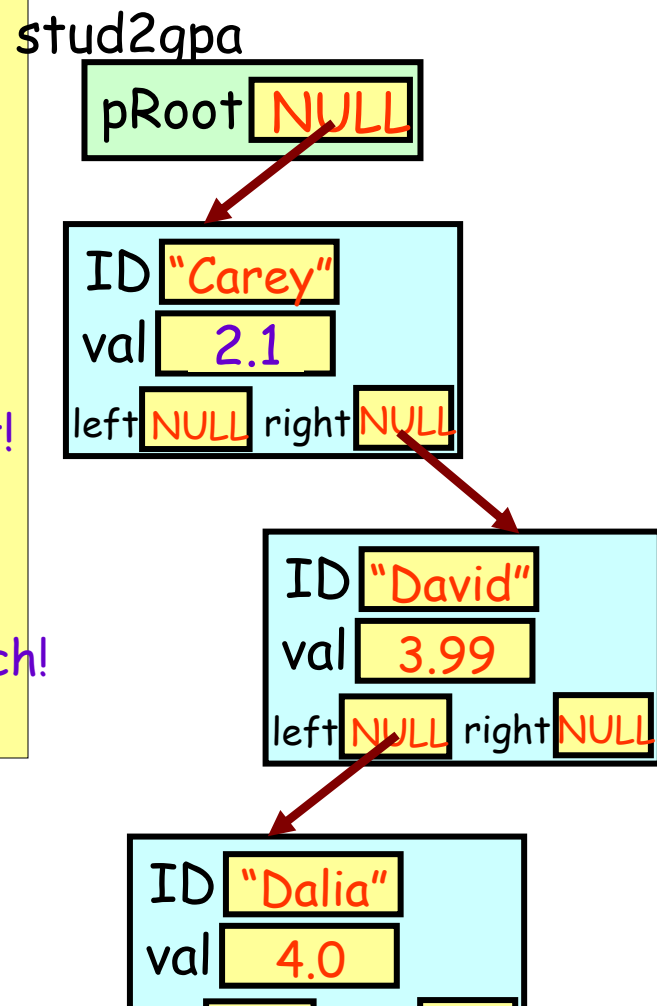 stud2gpa
pRoot NULL
ID “Carey”
val 2.1
left NULL right NULL
!
ID “David”
val 3.99
ch!
left NULL right NULL
ID “Dalia”
val 4.0